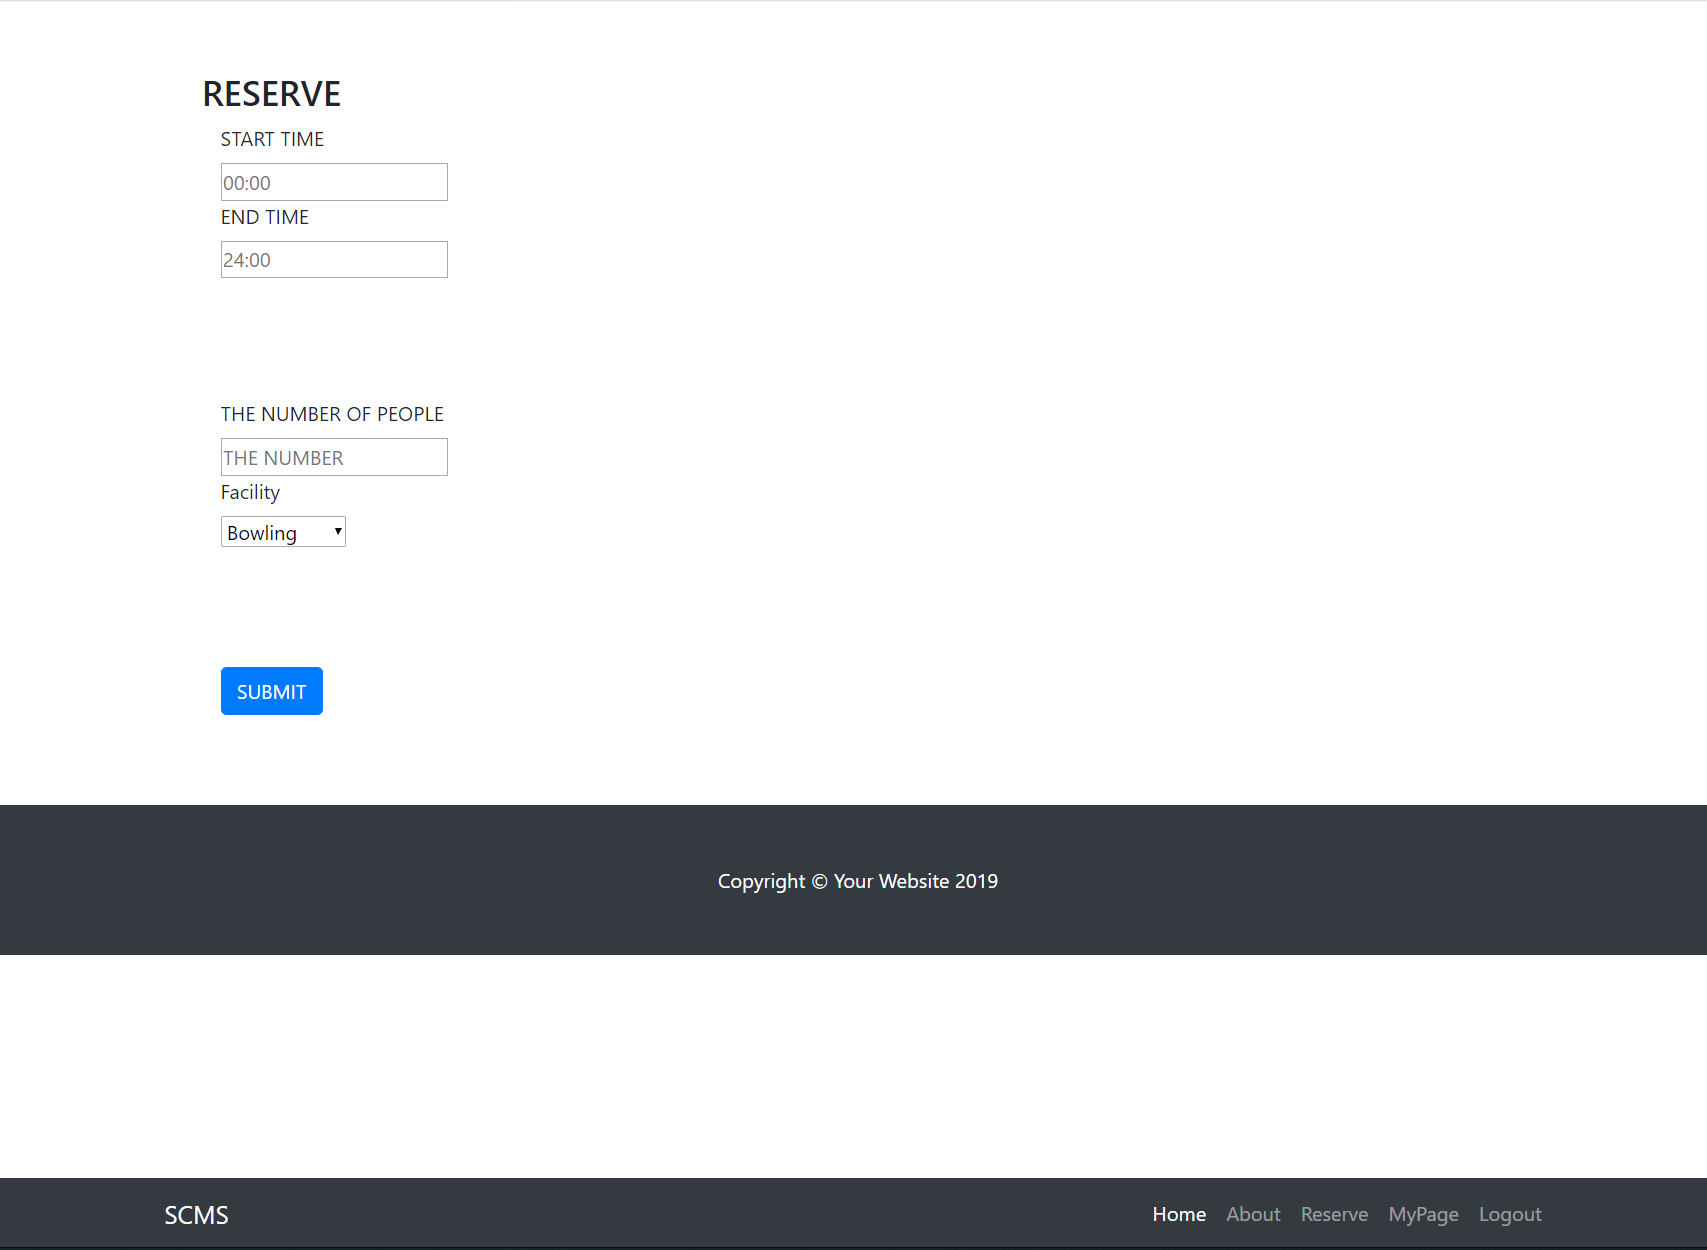 RESERVE
START TIME
00:00
END TIME
24:00
THE NUMBER OF PEOPLE
THE NUMBER
Facility
Bowling
SUBMIT
Copyright © Your Website 2019
SCMS Home About Reserve MyPage Logout